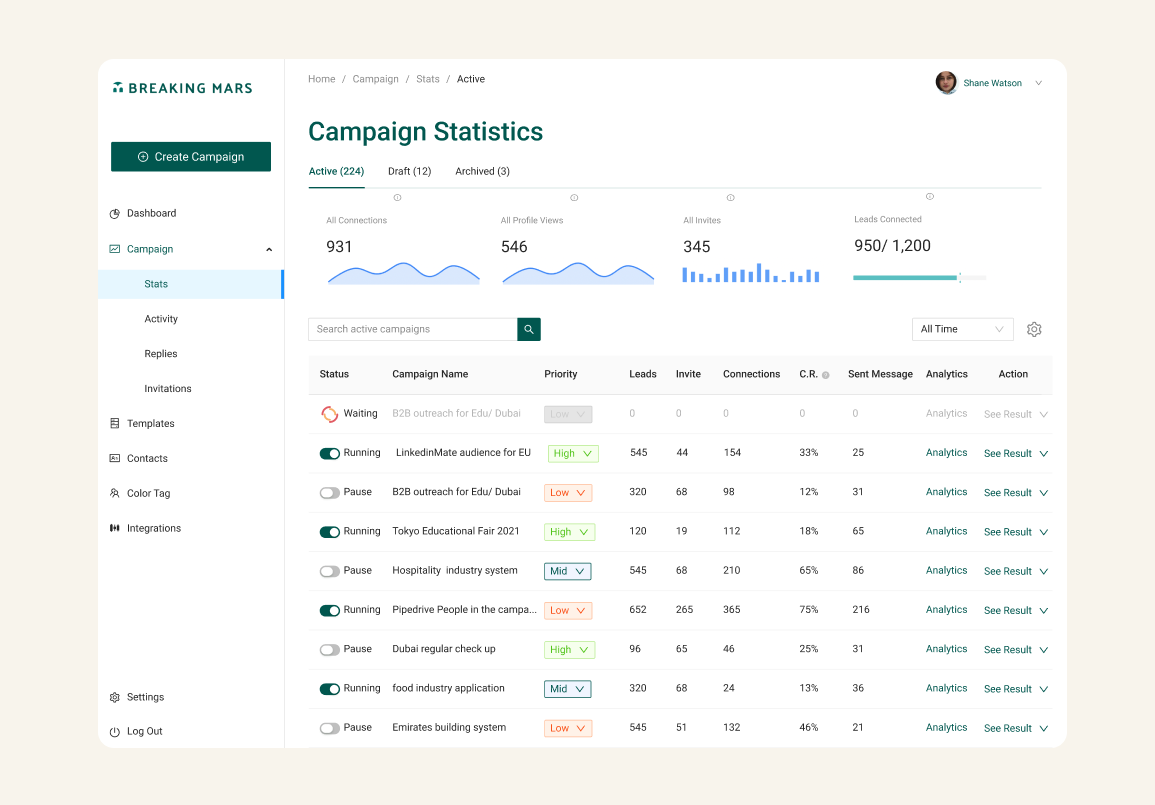 BREAKING MARS
Home / Campaign / Stats / Active
Shane Watson
Create Campaign
Campaign Statistics
Active (224) Draft (12) Archived (3)
Dashboard
Campaign
Stats
Activity
Replies
Invitations
Templates
Contacts
Color Tag
Integrations
Settings
Log Out
All Connections
931
All Profile Views
546
All Invites
345
Leads Connected
950/ 1,200
Search active campaigns
All Time
Status Campaign Name Priority Leads Invite Connections C.R. Sent Message Analytics Action
Waiting B2B outreach for Edu/ Dubai Low 0 0 0 0 0 Analytics See Result
Running LinkedinMate audience for EU High 545 44 154 33% 25 Analytics See Result
Pause B2B outreach for Edu/ Dubai Low 320 68 98 12% 31 Analytics See Result
Running Tokyo Educational Fair 2021 High 120 19 112 18% 65 Analytics See Result
Pause Hospitality industry system Mid 545 68 210 65% 86 Analytics See Result
Running Pipedrive People in the campa... Low 652 265 365 75% 216 Analytics See Result
Pause Dubai regular check up High 96 65 46 25% 31 Analytics See Result
Running food industry application Mid 320 68 24 13% 36 Analytics See Result
Pause Emirates building system Low 545 51 132 46% 21 Analytics See Result